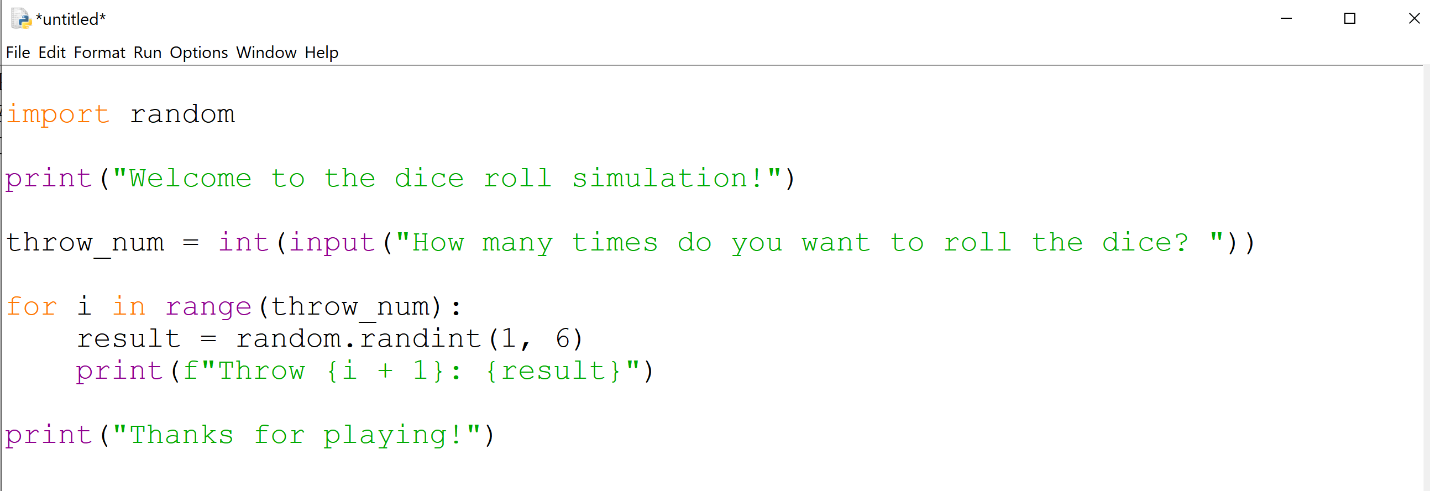 *untitled*
File Edit Format Run Options Window Help
import random
print("Welcome to the dice roll simulation!")
throw_num = int(input("How many times do you want to roll the dice? "))
for i in range(throw_num):
    result = random.randint(1, 6)
    print(f"Throw {i + 1}: {result}")
print("Thanks for playing!")